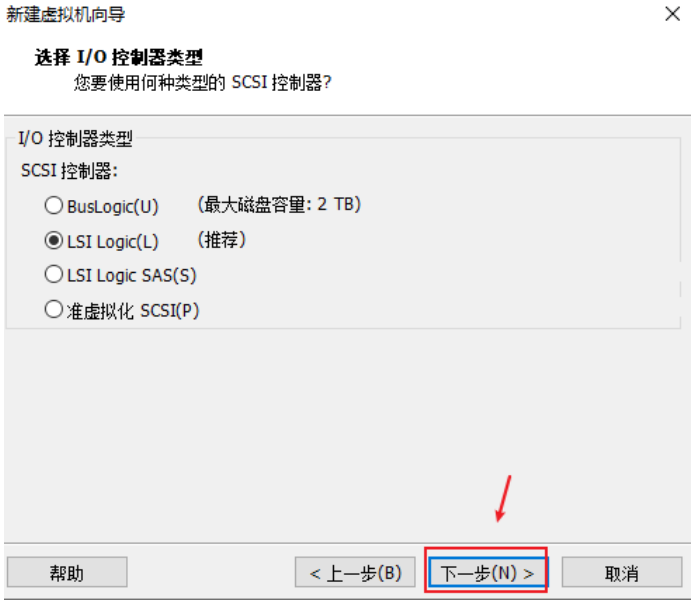 新建虚拟机向导
选择 I/O 控制器类型
您要使用何种类型的 SCSI 控制器?
I/O 控制器类型
SCSI 控制器:
BusLogic(U) (最大磁盘容量: 2 TB)
LSI Logic(L) (推荐)
LSI Logic SAS(S)
准虚拟化 SCSI(P)
帮助 < 上一步(B) 下一步(N) > 取消